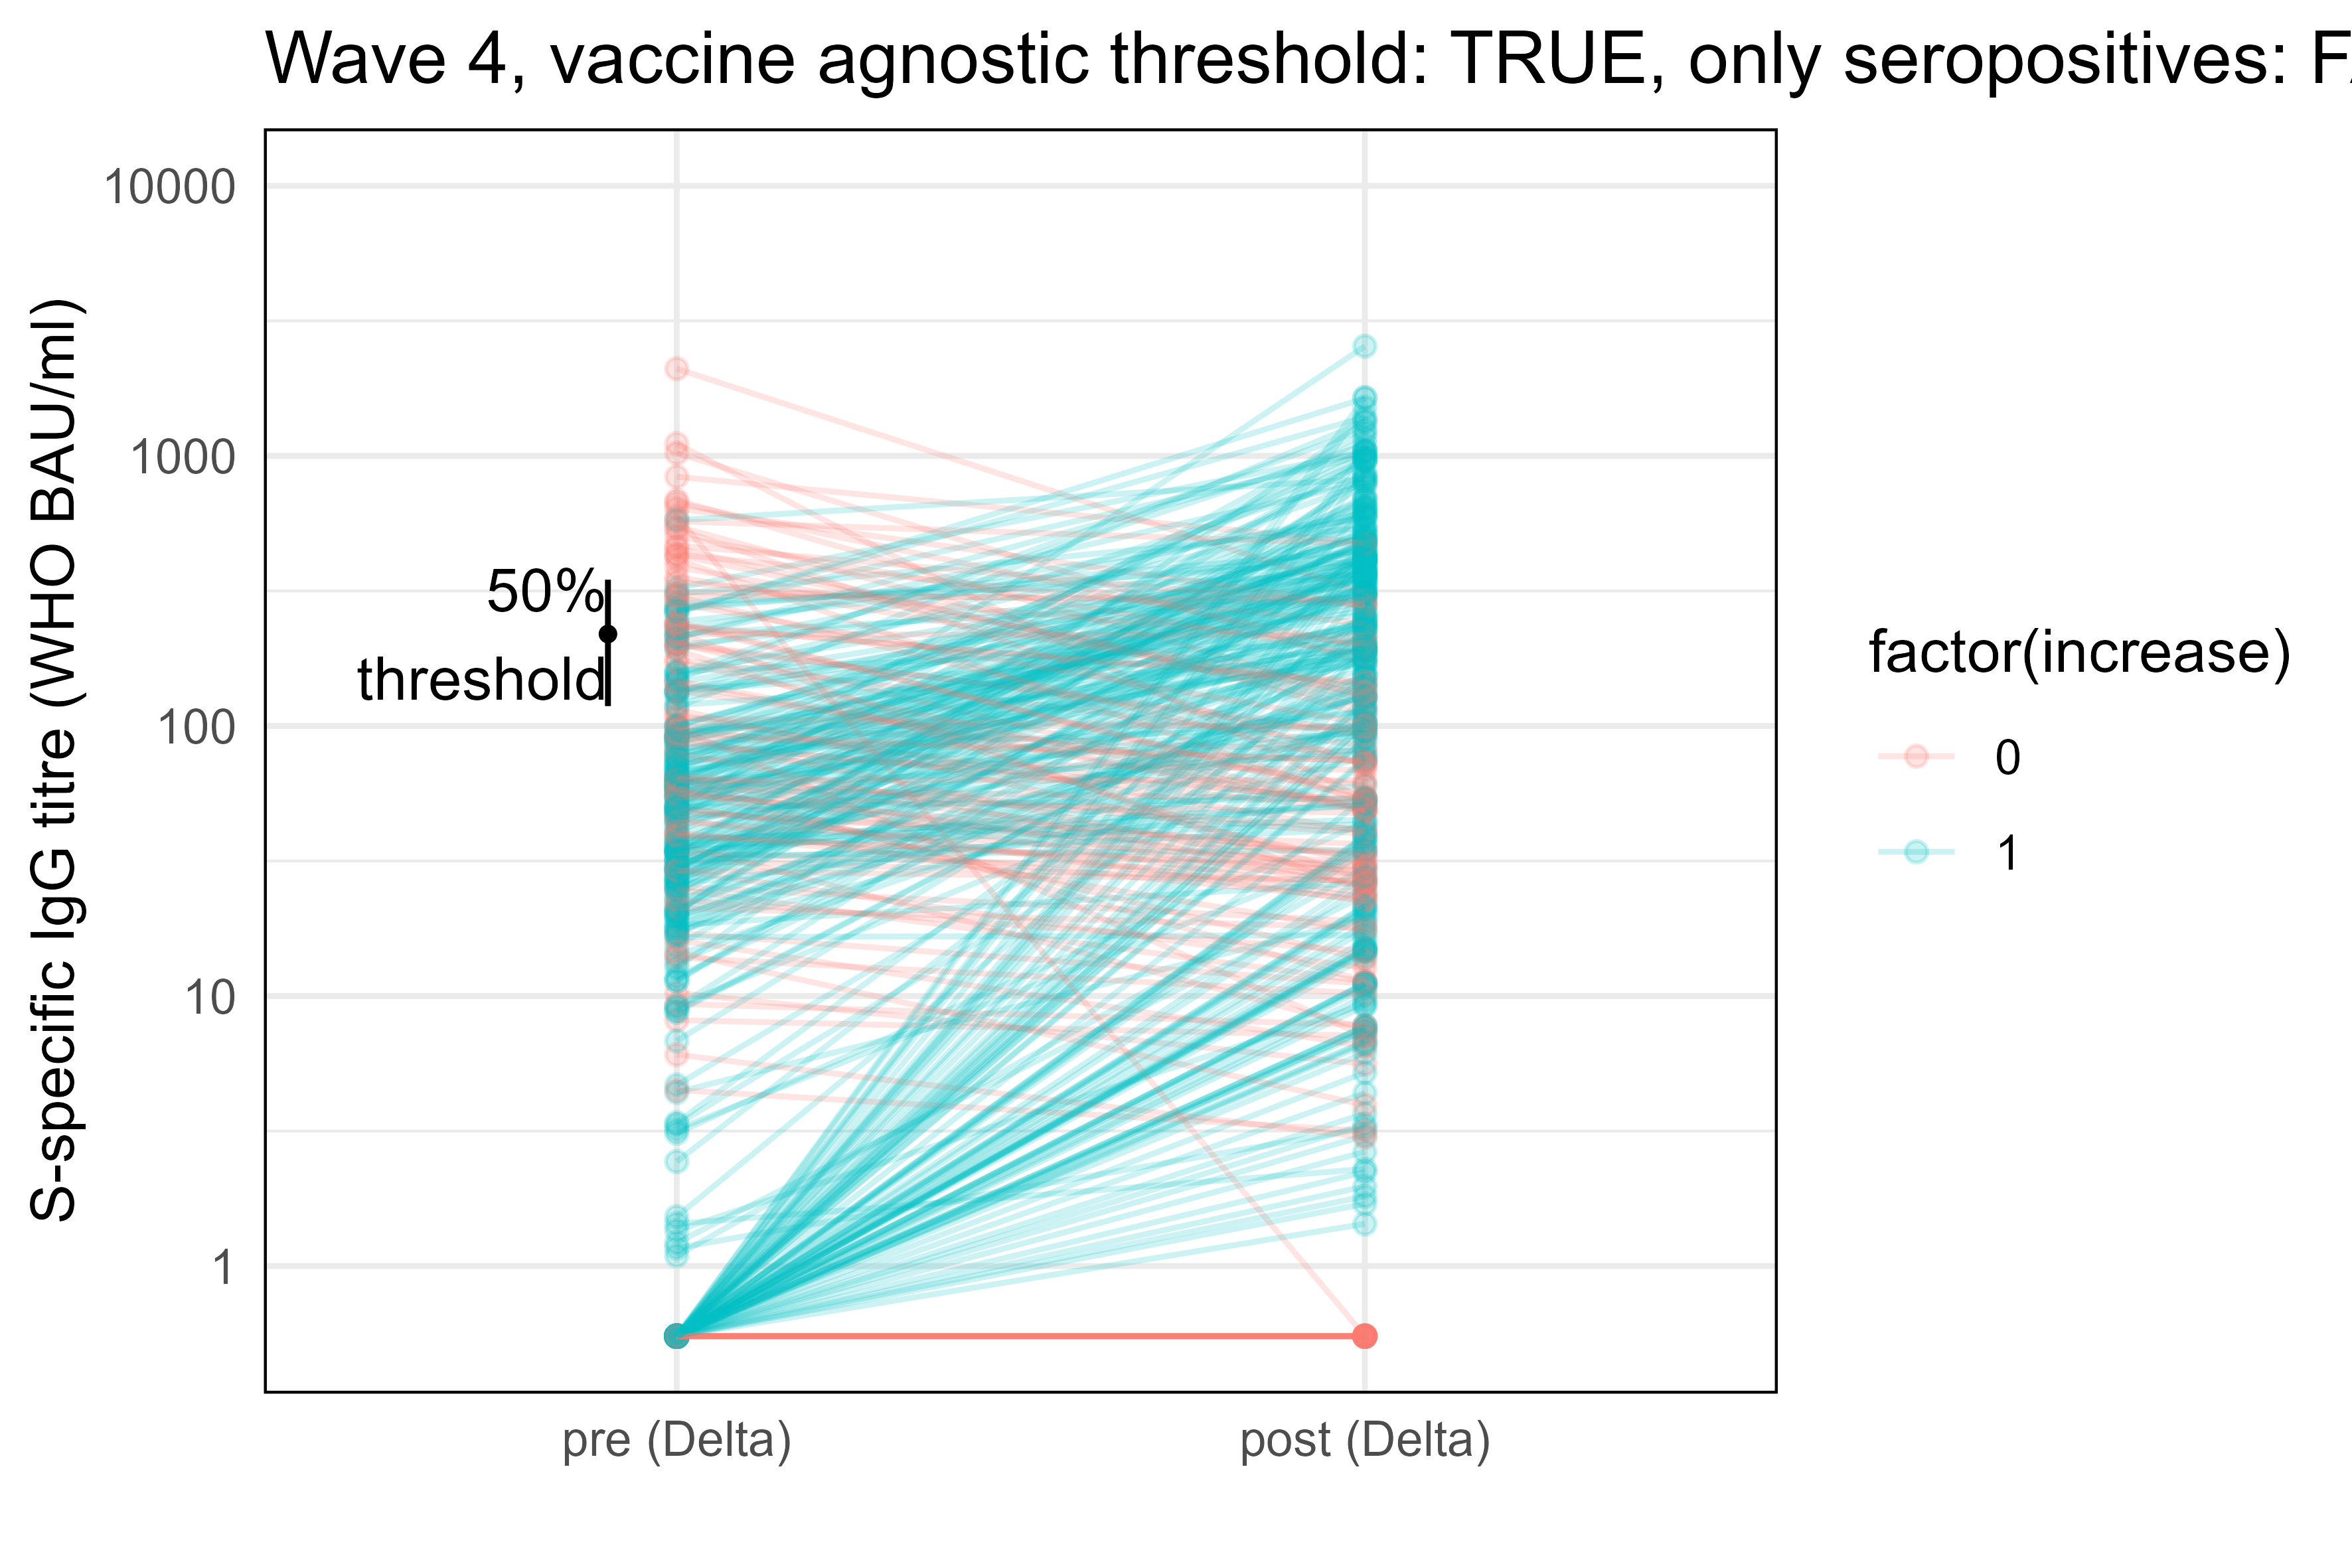 Wave 4, vaccine agnostic threshold: TRUE, only seropositives:
S-specific IgG titre (WHO BAU/ml)
10000
1000
100
10
1
50%
threshold
pre (Delta)
post (Delta)
factor(increase)
0
1